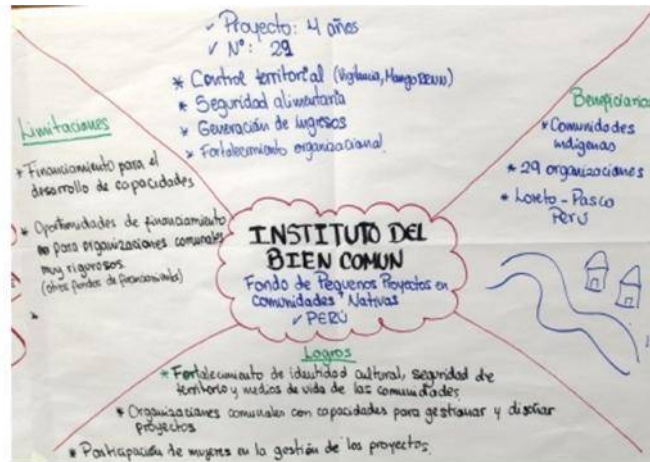 ✓ Proyecto: 4 años
✓ Nº: 29
* Control territorial (Vigilancia, Manejo RRNN)
* Seguridad alimentaria
* Generación de Ingresos
* Fortalecimiento organizacional
Limitaciones
* Financiamiento para el
desarrollo de capacidades
* Oportunidades de financiamiento
para organizaciones comunales
muy rigurosos.
(otros fondos de financiamiento)
*
Beneficiarios
* Comunidades
indígenas
* 29 organizaciones
* Loreto - Pasco
Perú
INSTITUTO DEL
BIEN COMUN
Fondo de Pequeños Proyectos en
Comunidades Nativas
✓ PERÚ
Logros
* Fortalecimiento de identidad cultural, seguridad de
territorio y medios de vida de las comunidades.
* Organizaciones comunales con capacidades para gestionar y diseñar
proyectos
* Participación de mujeres en la gestión de los proyectos.